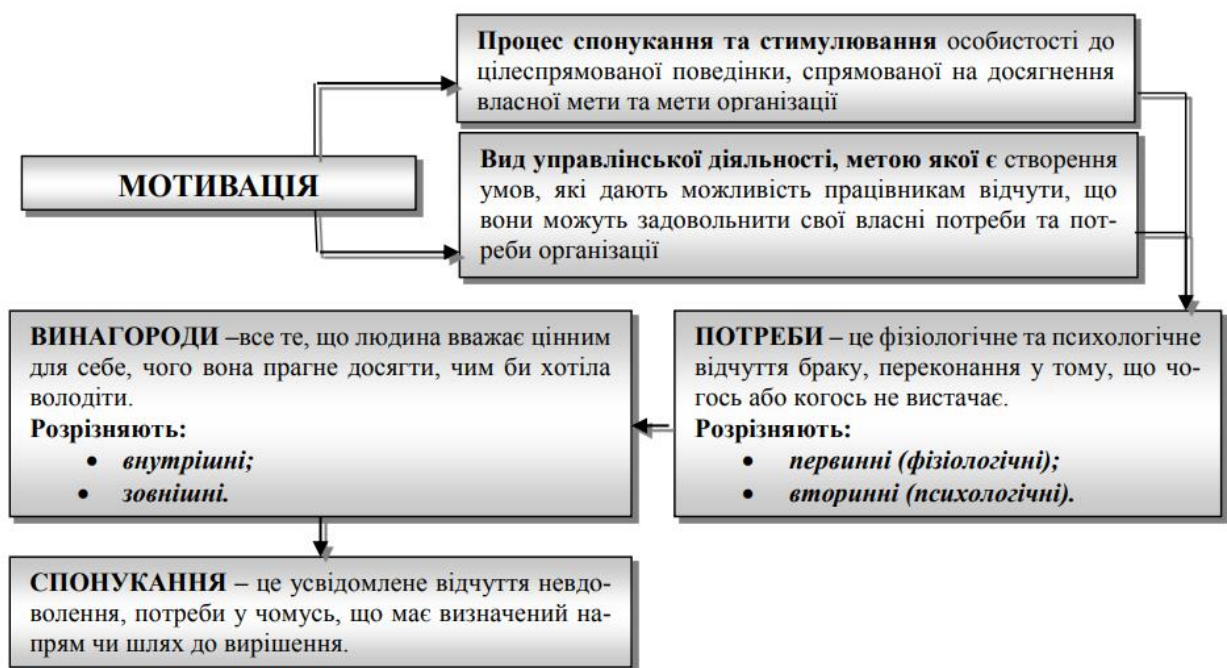 Процес спонукання та стимулювання особистості до
цілеспрямованої поведінки, спрямованої на досягнення
власної мети та мети організації
МОТИВАЦІЯ
Вид управлінської діяльності, метою якої є створення
умов, які дають можливість працівникам відчути, що
вони можуть задовольнити свої власні потреби та пот-
реби організації
ВИНАГОРОДИ –все те, що людина вважає цінним
для себе, чого вона прагне досягти, чим би хотіла
володіти.
Розрізняють:
• внутрішні;
• зовнішні.
ПОТРЕБИ – це фізіологічне та психологічне
відчуття браку, переконання у тому, що чо-
гось або когось не вистачає.
Розрізняють:
• первинні (фізіологічні);
• вторинні (психологічні).
СПОНУКАННЯ – це усвідомлене відчуття невдо-
волення, потреби у чомусь, що має визначений на-
прям чи шлях до вирішення.